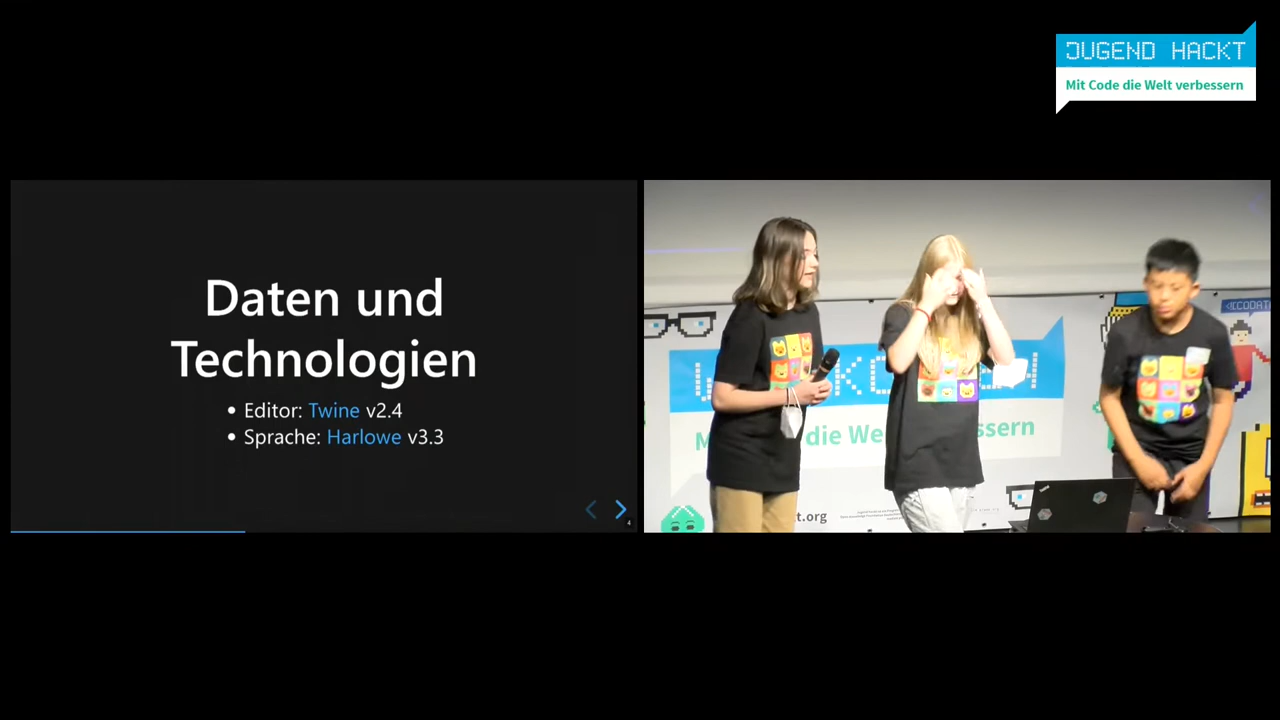 JUGEND HACKT
Mit Code die Welt verbessern
Daten und
Technologien
• Editor: Twine v2.4
• Sprache: Harlowe v3.3
4
die We
ssern
t.org